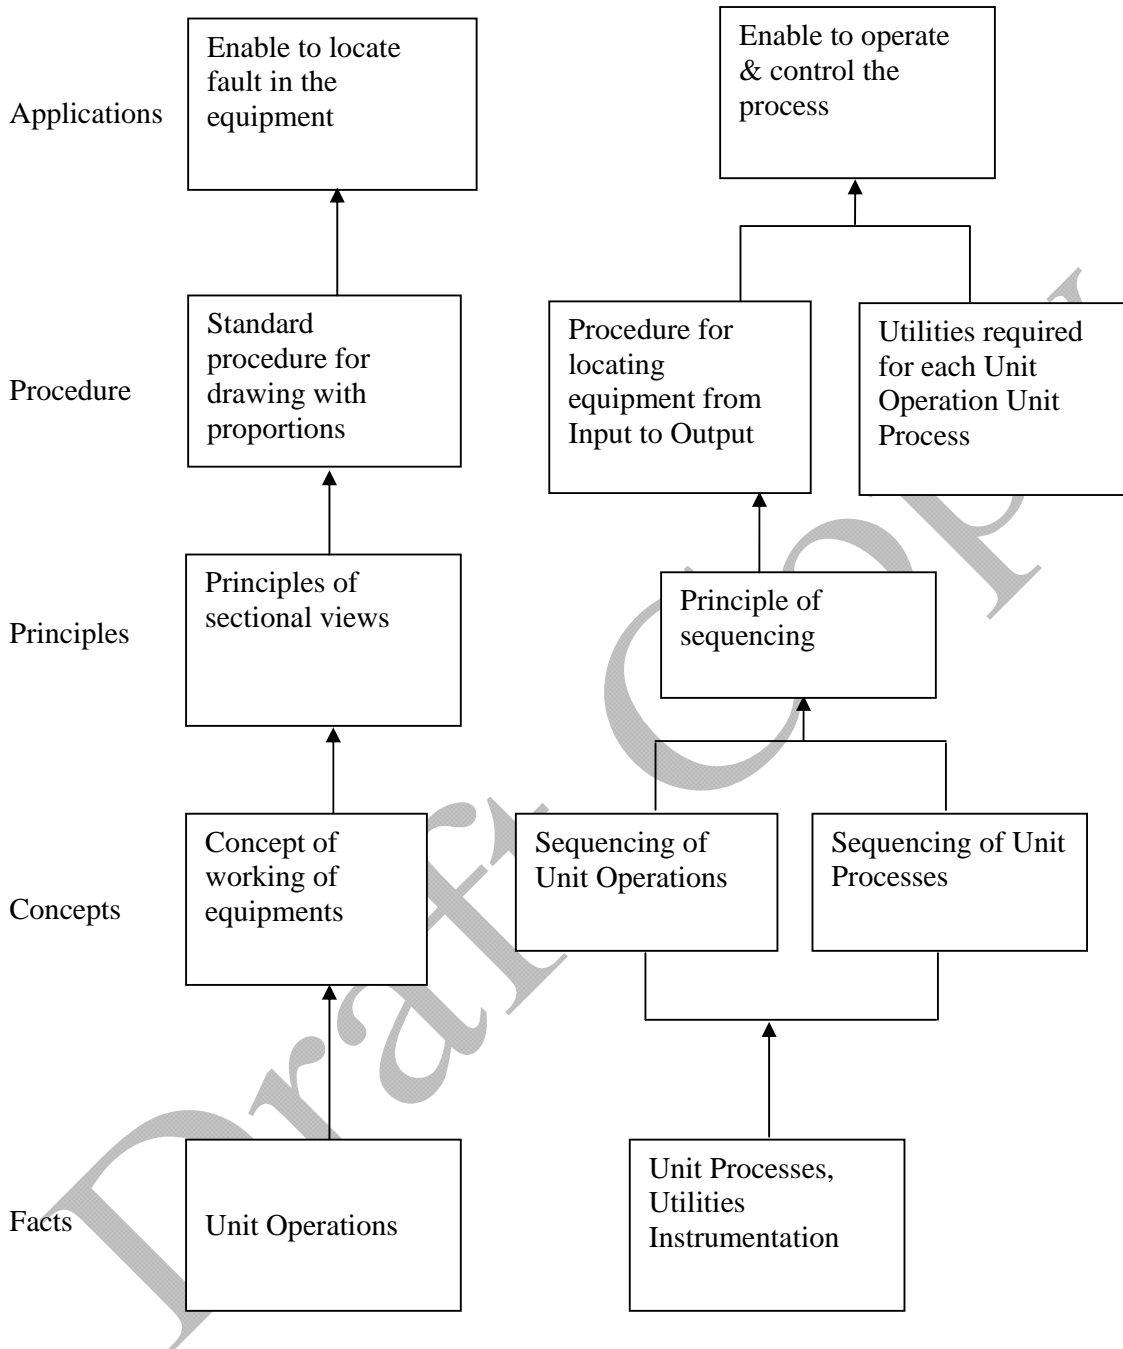 Applications
Enable to locate
fault in the
equipment
Enable to operate
& control the
process
Procedure
Standard
procedure for
drawing with
proportions
Procedure for
locating
equipment from
Input to Output
Utilities required
for each Unit
Operation Unit
Process
Principles
Principles of
sectional views
Principle of
sequencing
Concepts
Concept of
working of
equipments
Sequencing of
Unit Operations
Sequencing of Unit
Processes
Facts
Unit Operations
Unit Processes,
Utilities
Instrumentation
Draft Copy